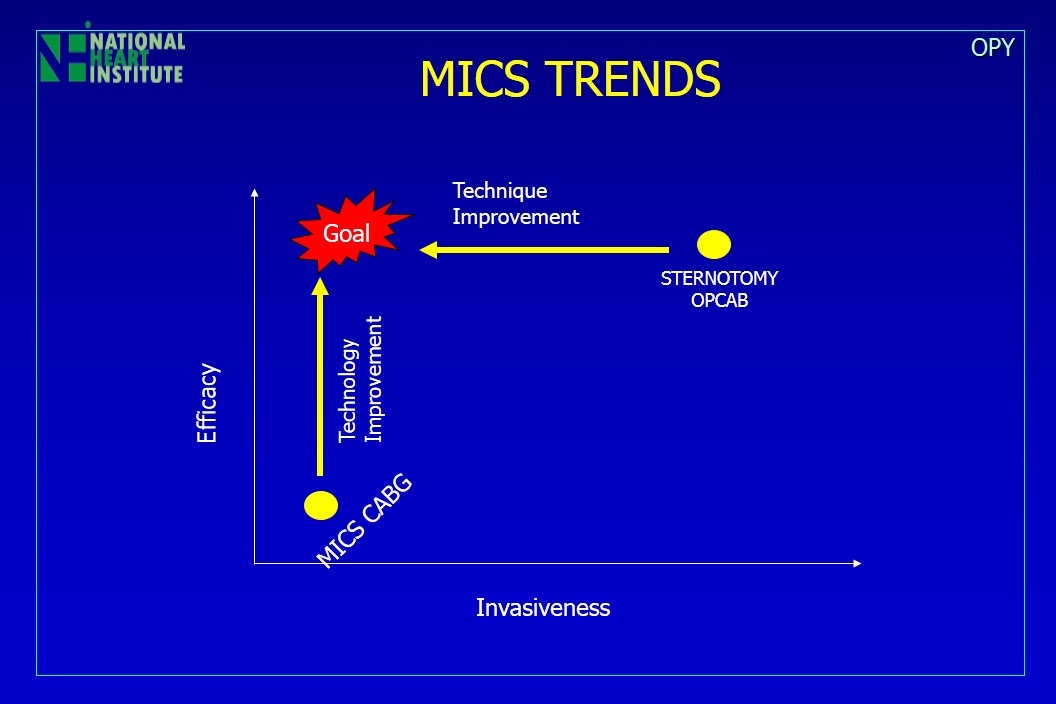 NATIONAL
HEART
INSTITUTE
OPY
MICS TRENDS
Technique
Improvement
Goal
STERNOTOMY
OPCAB
Technology
Improvement
Efficacy
MICS CABG
Invasiveness